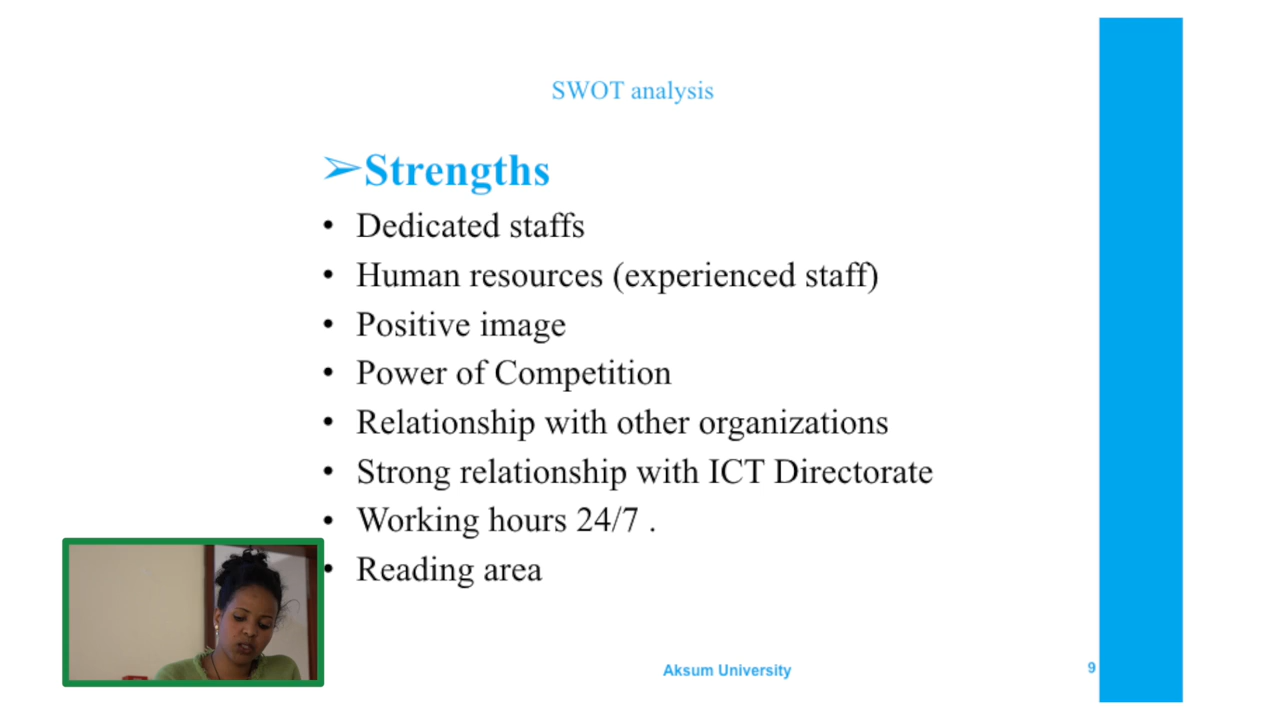 SWOT analysis
➢Strengths
• Dedicated staffs
• Human resources (experienced staff)
• Positive image
• Power of Competition
• Relationship with other organizations
• Strong relationship with ICT Directorate
• Working hours 24/7 .
• Reading area
Aksum University
9